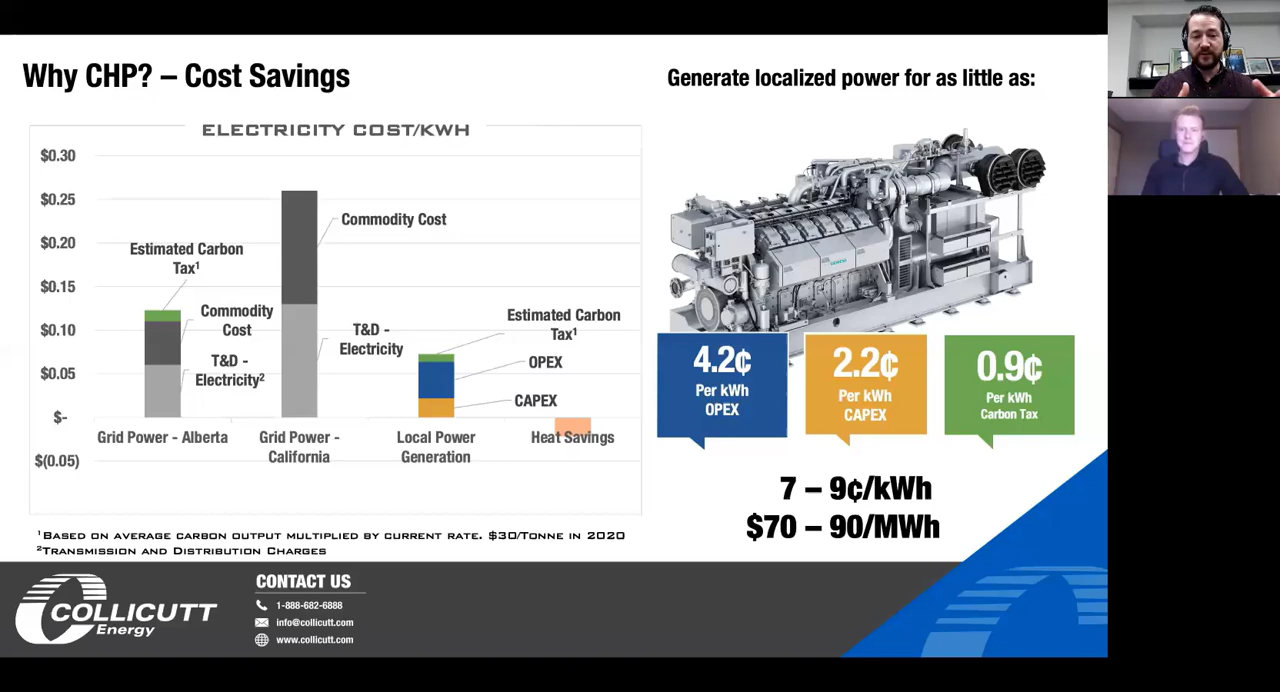 Why CHP? – Cost Savings
Generate localized power for as little as:
ELECTRICITY COST/KWH
$0.30
$0.25
$0.20
$0.15
$0.10
$0.05
$-
$(0.05)
Estimated Carbon
Tax¹
Commodity
Cost
T&D -
Electricity²
Commodity Cost
T&D -
Electricity
Estimated Carbon
Tax¹
OPEX
CAPEX
Grid Power - Alberta
Grid Power -
California
Local Power
Generation
Heat Savings
4.2¢
Per kWh
OPEX
2.2¢
Per kWh
CAPEX
0.9¢
Per kWh
Carbon Tax
7 – 9¢/kWh
$70 – 90/MWh
¹BASED ON AVERAGE CARBON OUTPUT MULTIPLIED BY CURRENT RATE. $30/TONNE IN 2020
²TRANSMISSION AND DISTRIBUTION CHARGES
COLLICUTT
Energy
CONTACT US
1-888-682-6888
info@collicutt.com
www.collicutt.com